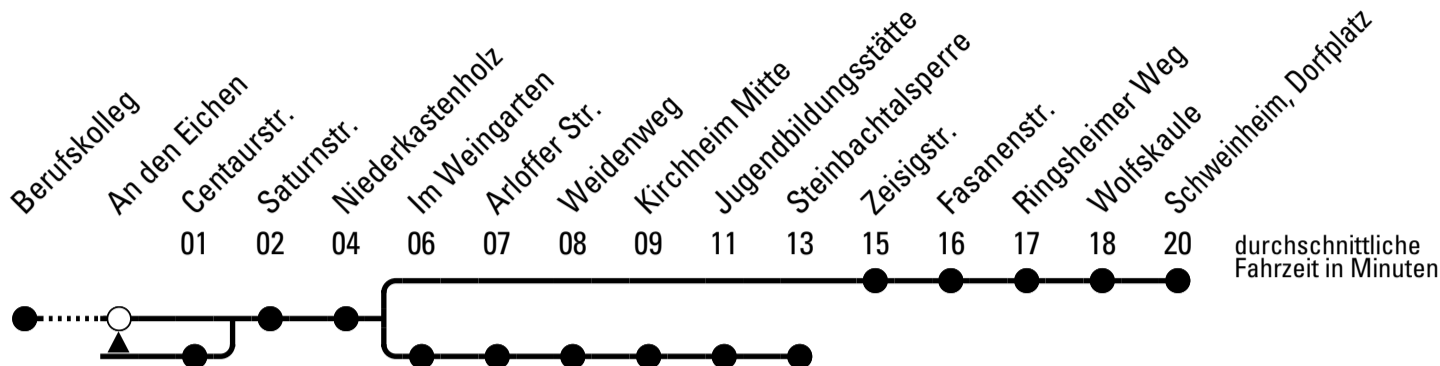 Berufskolleg
An den Eichen
Centaurstr.
Saturnstr.
Niederkastenholz
Im Weingarten
Arloffer Str.
Weidenweg
Kirchheim Mitte
Jugendbildungsstätte
Steinbachtalsperre
Zeisigstr.
Fasanenstr.
Ringsheimer Weg
Wolfskaule
Schweinheim, Dorfplatz
01 02 04 06 07 08 09 11 13 15 16 17 18 20
durchschnittliche
Fahrzeit in Minuten